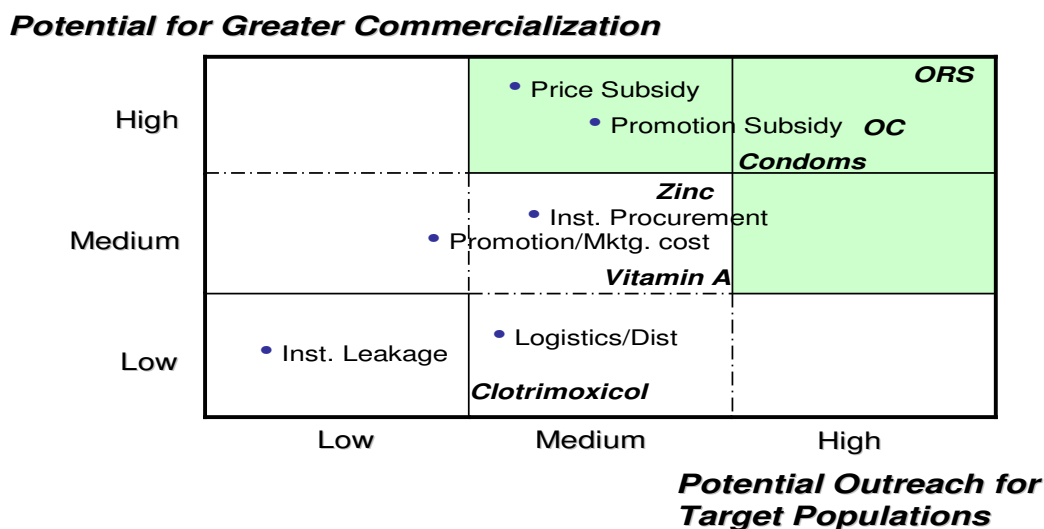 Potential for Greater Commercialization
ORS
• Price Subsidy
High
• Promotion Subsidy OC
Condoms
Zinc
• Inst. Procurement
Medium
• Promotion/Mktg. cost
Vitamin A
• Logistics/Dist
Low
• Inst. Leakage
Clotrimoxicol
Low Medium High
Potential Outreach for
Target Populations